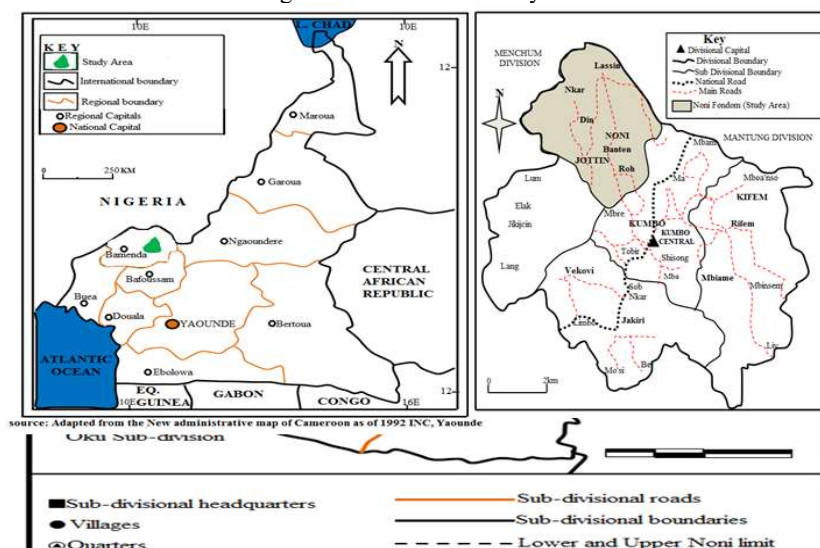 10E
10E
L. CHAD
KEY
Study Area
International boundary
Regional boundary
Regional Capitals
National Capital
N
12
0
250 KM
Maroua
Garoua
NIGERIA
Ngaoundere
Bamenda
Bafoussam
CENTRAL
AFRICAN
REPUBLIC
Buea
Douala
YAOUNDE
Bertoua
ATLANTIC
OCEAN
Ebolowa
EQ.
GUINEA
GABON
CONGO
12
10E
16E
source: Adapted from the New administrative map of Cameroon as of 1992 INC, Yaounde
MENCHUM
DIVISION
Key
Divisional Capital
Divisional Boundary
Sub Divisional Boundary
National Road
Main Roads
Noni Fondom (Study Area)
N
Lassin
Nkar
Din
NONI
Banten
JOTTIN
Roh
MANTUNG DIVISION
Mbam
Lum
Ma
Mboa'nso
Elak
KIFEM
Jikijcin
Mbre
KUMBO
Rifem
KUMBO
CENTRAL
Tobir
Shisong
Lang
Vekovi
Mba
Mbiame
Sob
Nkar
Mbinsem
Limbo
Jakiri
Liv
Me'si
Be
0
2km
Oku Sub-division
Sub-divisional headquarters
Villages
Quarters
Sub-divisional roads
Sub-divisional boundaries
Lower and Upper Noni limit